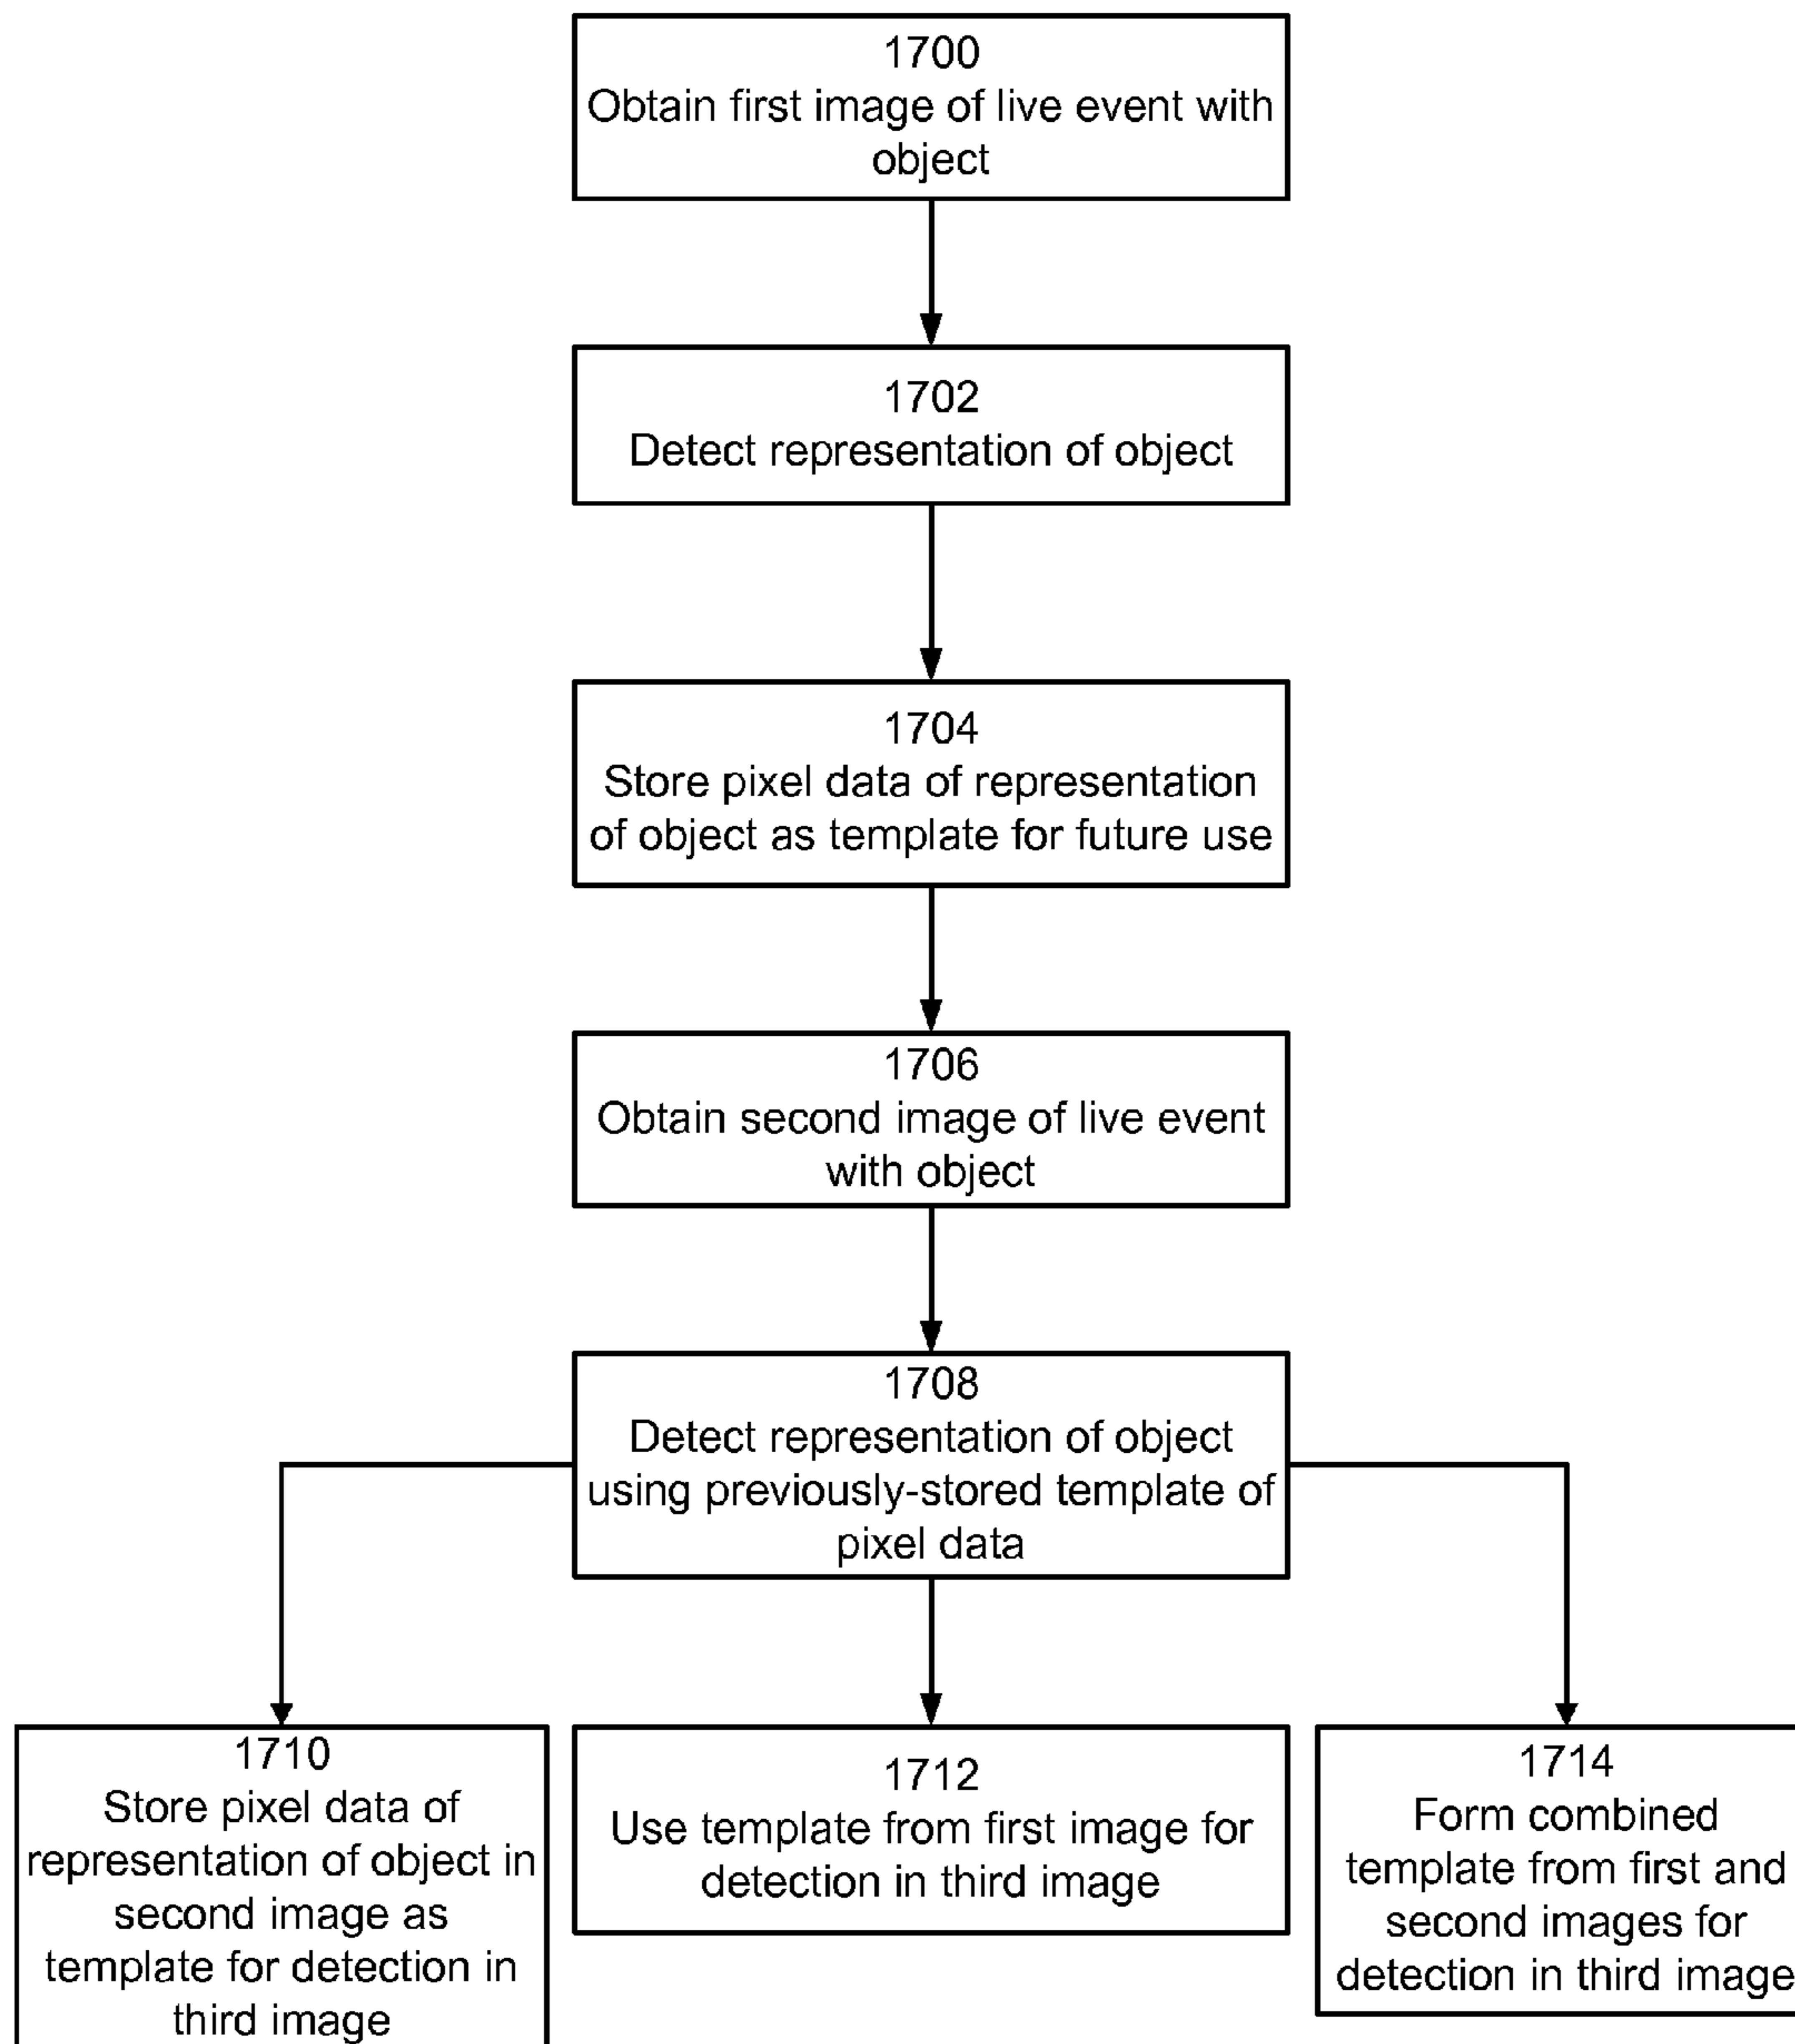 1700
Obtain first image of live event with
object
1702
Detect representation of object
1704
Store pixel data of representation
of object as template for future use
1706
Obtain second image of live event
with object
1708
Detect representation of object
using previously-stored template of
pixel data
1710
Store pixel data of
representation of object in
second image as
template for detection in
third image
1712
Use template from first image for
detection in third image
1714
Form combined
template from first and
second images for
detection in third image